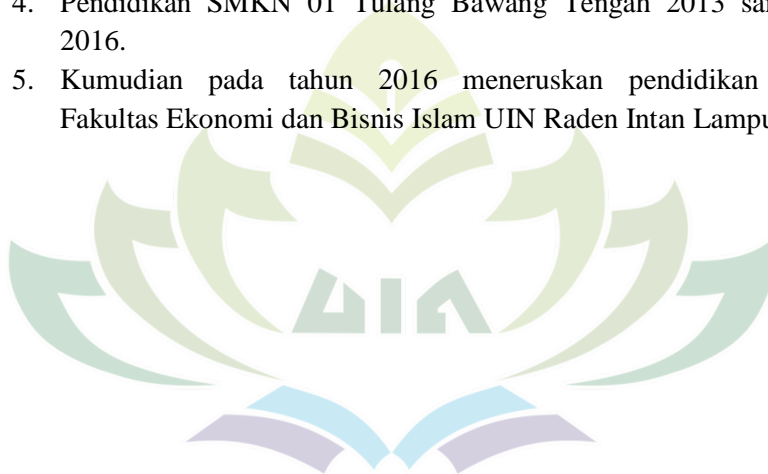 4. Pendidikan SMKN 01 Tulang Bawang Tengah 2013
2016.
5. Kumudian pada tahun 2016 meneruskan pendidikan
Fakultas Ekonomi dan Bisnis Islam UIN Raden Intan
UIN